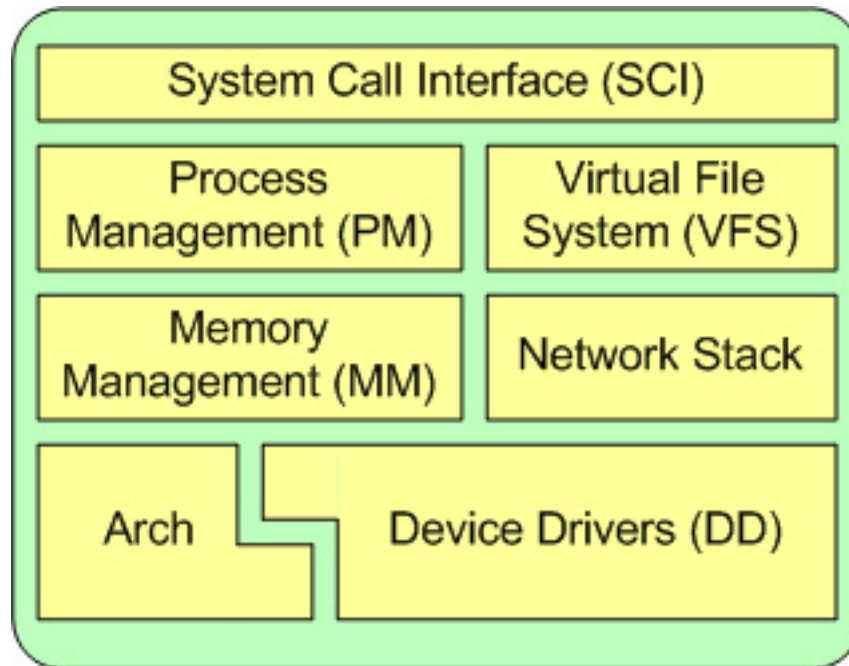 System Call Interface (SCI)
Process
Management (PM)
Virtual File
System (VFS)
Memory
Management (MM)
Network Stack
Arch
Device Drivers (DD)